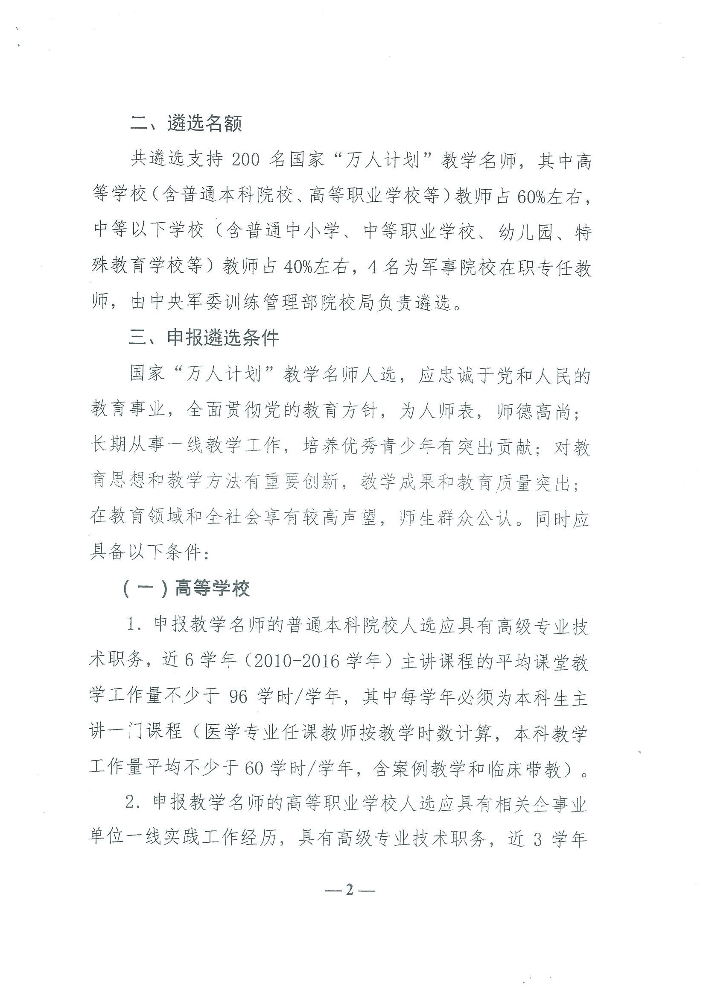 二、遴选名额
共遴选支持 200 名国家“万人计划”教学名师，其中高
等学校（含普通本科院校、高等职业学校等）教师占 60%左右，
中等以下学校（含普通中小学、中等职业学校、幼儿园、特
殊教育学校等）教师占 40%左右，4 名为军事院校在职专任教
师，由中央军委训练管理部院校局负责遴选。
三、申报遴选条件
国家“万人计划”教学名师人选，应忠诚于党和人民的
教育事业，全面贯彻党的教育方针，为人师表，师德高尚；
长期从事一线教学工作，培养优秀青少年有突出贡献；对教
育思想和教学方法有重要创新，教学成果和教育质量突出；
在教育领域和全社会享有较高声望，师生群众公认。同时应
具备以下条件：
（一）高等学校
1. 申报教学名师的普通本科院校人选应具有高级专业技
术职务，近 6 学年（2010-2016 学年）主讲课程的平均课堂教
学工作量不少于 96 学时/学年，其中每学年必须为本科生主
讲一门课程（医学专业任课教师按教学时数计算，本科教学
工作量平均不少于 60 学时/学年，含案例教学和临床带教）。
2. 申报教学名师的高等职业学校人选应具有相关企事业
单位一线实践工作经历，具有高级专业技术职务，近 3 学年
— 2 —